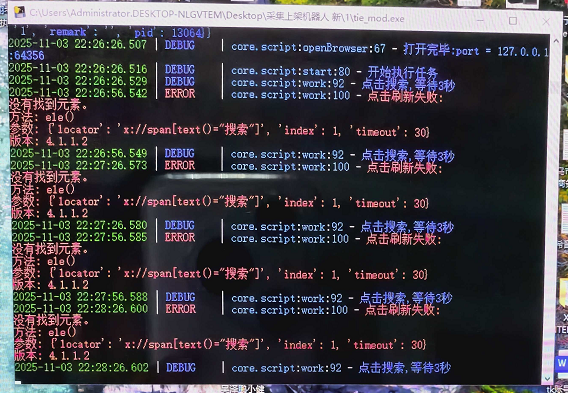 C:\Users\Administrator.DESKTOP-NLGVTEM\Desktop\采集上架机器人 新\1\tie_mod.exe
l', 'remark': '', 'pid': 13064}}
2025-11-03 22:26:26.507 | DEBUG | core.script:openBrowser:67 - 打开完毕:port = 127.0.0.1
:64356
2025-11-03 22:26:26.516 | DEBUG | core.script:start:80 - 开始执行任务
2025-11-03 22:26:26.529 | DEBUG | core.script:work:92 - 点击搜索,等待3秒
2025-11-03 22:26:56.542 | ERROR | core.script:work:100 - 点击刷新失败:
没有找到元素。
方法: ele()
参数: {'locator': 'x://span[text()="搜索"]', 'index': 1, 'timeout': 30}
版本: 4.1.1.2
2025-11-03 22:26:56.549 | DEBUG | core.script:work:92 - 点击搜索,等待3秒
2025-11-03 22:27:26.573 | ERROR | core.script:work:100 - 点击刷新失败:
没有找到元素。
方法: ele()
参数: {'locator': 'x://span[text()="搜索"]', 'index': 1, 'timeout': 30}
版本: 4.1.1.2
2025-11-03 22:27:26.580 | DEBUG | core.script:work:92 - 点击搜索,等待3秒
2025-11-03 22:27:56.585 | ERROR | core.script:work:100 - 点击刷新失败:
没有找到元素。
方法: ele()
参数: {'locator': 'x://span[text()="搜索"]', 'index': 1, 'timeout': 30}
版本: 4.1.1.2
2025-11-03 22:27:56.588 | DEBUG | core.script:work:92 - 点击搜索,等待3秒
2025-11-03 22:28:26.600 | ERROR | core.script:work:100 - 点击刷新失败:
没有找到元素。
方法: ele()
参数: {'locator': 'x://span[text()="搜索"]', 'index': 1, 'timeout': 30}
版本: 4.1.1.2
2025-11-03 22:28:26.602 | DEBUG | core.script:work:92 - 点击搜索,等待3秒